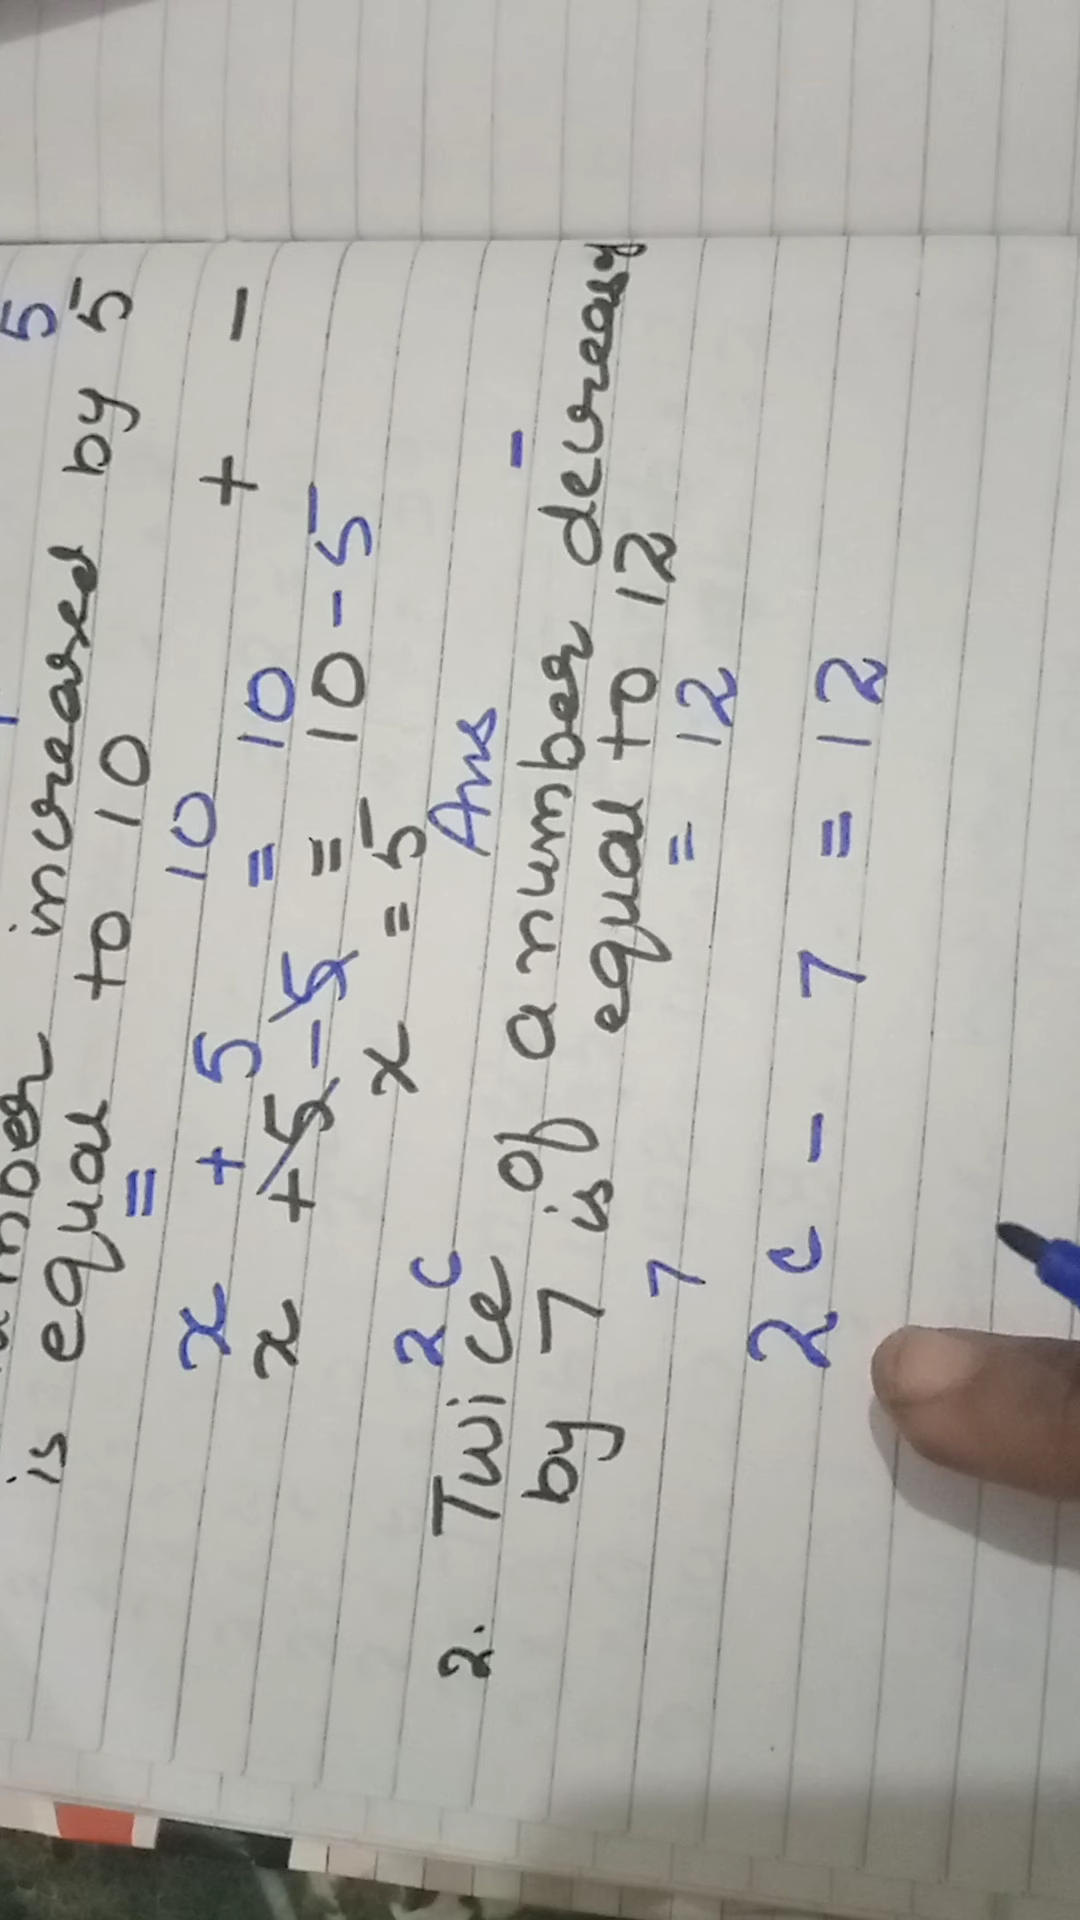 5
increased by 5
is equal to 10
= 10
x + 5 = 10 + -
x +5 -5 = 10 - 5
x = 5
Ans
2c -
2. Twice of a number decreas
by 7 is equal to 12
7 = 12
2c - 7 = 12